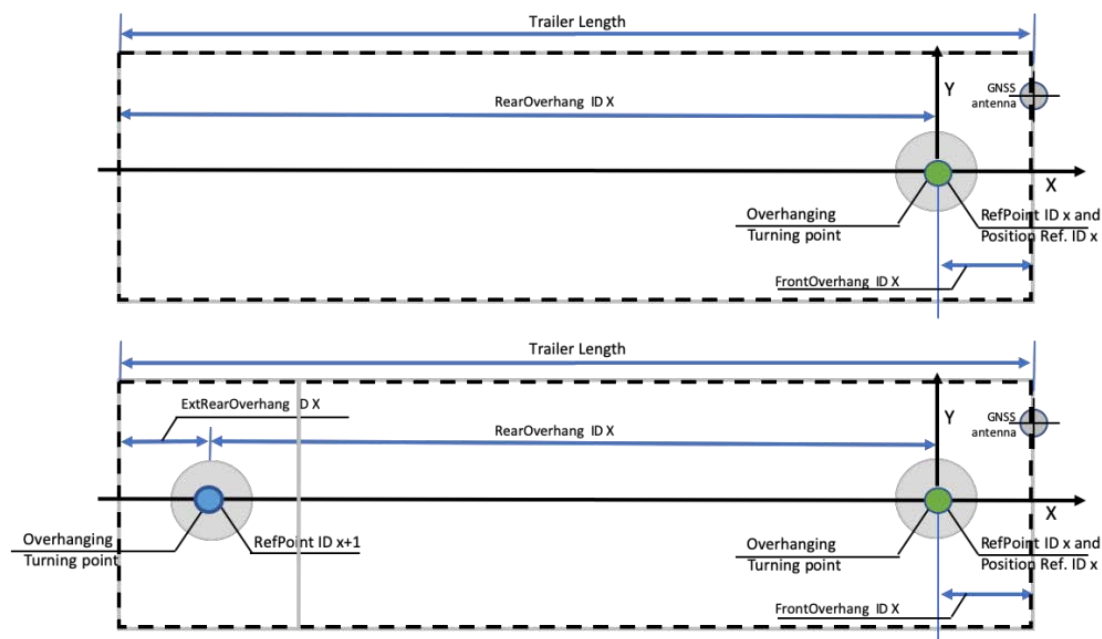 Trailer Length
RearOverhang ID X
Y
GNSS
antenna
X
Overhanging
Turning point
RefPoint ID x and
Position Ref. ID x
FrontOverhang ID X
Trailer Length
ExtRearOverhang D X
RearOverhang ID X
Y
GNSS
antenna
X
Overhanging
Turning point
RefPoint ID x+1
Overhanging
Turning point
RefPoint ID x and
Position Ref. ID x
FrontOverhang ID X